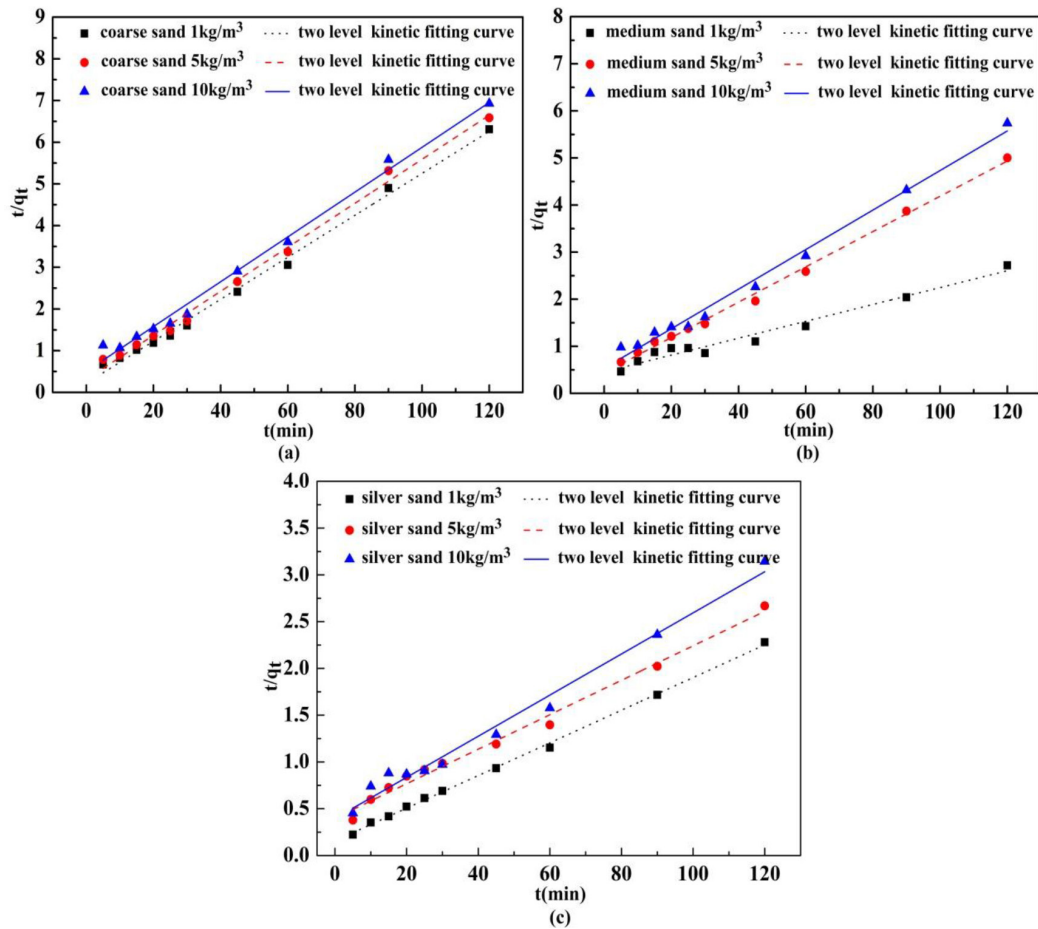 coarse sand 1kg/m³ two level kinetic fitting curve
coarse sand 5kg/m³ two level kinetic fitting curve
coarse sand 10kg/m³ two level kinetic fitting curve
9
8
7
6
5
4
3
2
1
0
t/qt
0 20 40 60 80 100 120
t(min)
(a)
medium sand 1kg/m³ two level kinetic fitting curve
medium sand 5kg/m³ two level kinetic fitting curve
medium sand 10kg/m³ two level kinetic fitting curve
8
7
6
5
4
3
2
1
0
t/qt
0 20 40 60 80 100 120
t(min)
(b)
silver sand 1kg/m³ two level kinetic fitting curve
silver sand 5kg/m³ two level kinetic fitting curve
silver sand 10kg/m³ two level kinetic fitting curve
4.0
3.5
3.0
2.5
2.0
1.5
1.0
0.5
0.0
t/qt
0 20 40 60 80 100 120
t(min)
(c)